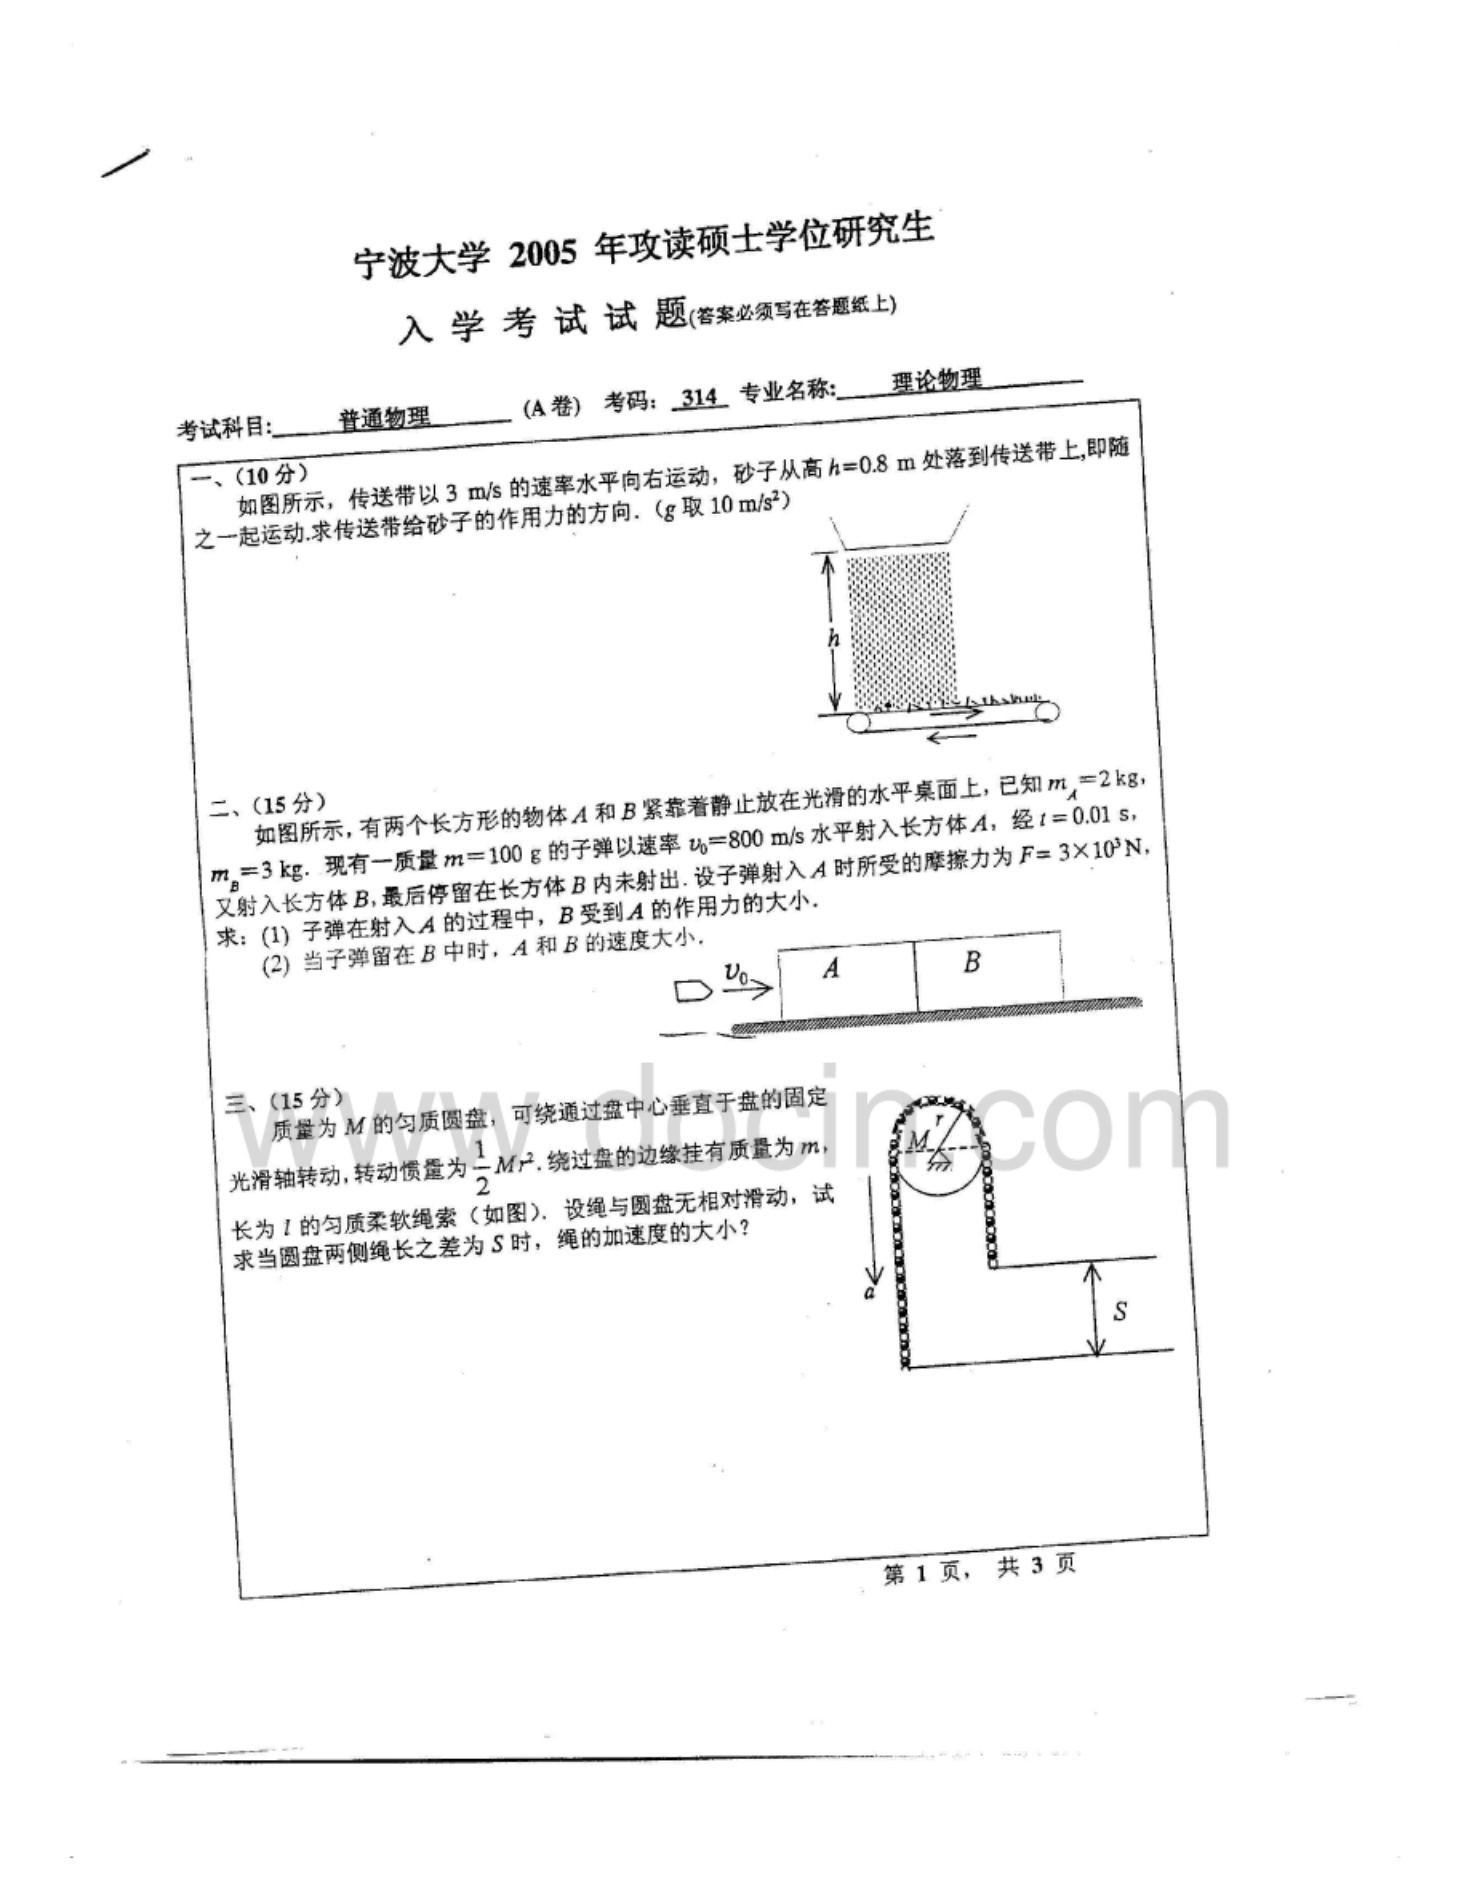 宁波大学 2005 年攻读硕士学位研究生
入 学 考 试 试 题(答案必须写在答题纸上)
考试科目: 普通物理 (A 卷) 考码: 314 专业名称: 理论物理
一、(10 分)
如图所示，传送带以 3 m/s 的速率水平向右运动，砂子从高 h=0.8 m 处落到传送带上,即随
之一起运动.求传送带给砂子的作用力的方向.（g 取 10 m/s²）
h
二、(15 分)
如图所示,有两个长方形的物体 A 和 B 紧靠着静止放在光滑的水平桌面上，已知 m_A=2 kg,
m_B=3 kg. 现有一质量 m=100 g 的子弹以速率 υ₀=800 m/s 水平射入长方体 A，经 t = 0.01 s,
又射入长方体 B,最后停留在长方体 B 内未射出.设子弹射入 A 时所受的摩擦力为 F= 3×10³N,
求：(1) 子弹在射入 A 的过程中，B 受到 A 的作用力的大小.
(2) 当子弹留在 B 中时，A 和 B 的速度大小.
υ₀ A B
三、(15 分)
质量为 M 的匀质圆盘，可绕通过盘中心垂直于盘的固定
光滑轴转动,转动惯量为 1/2 Mr².绕过盘的边缘挂有质量为 m,
长为 l 的匀质柔软绳索（如图）. 设绳与圆盘无相对滑动，试
求当圆盘两侧绳长之差为 S 时，绳的加速度的大小?
r
M
a
S
第 1 页， 共 3 页
www.docin.com